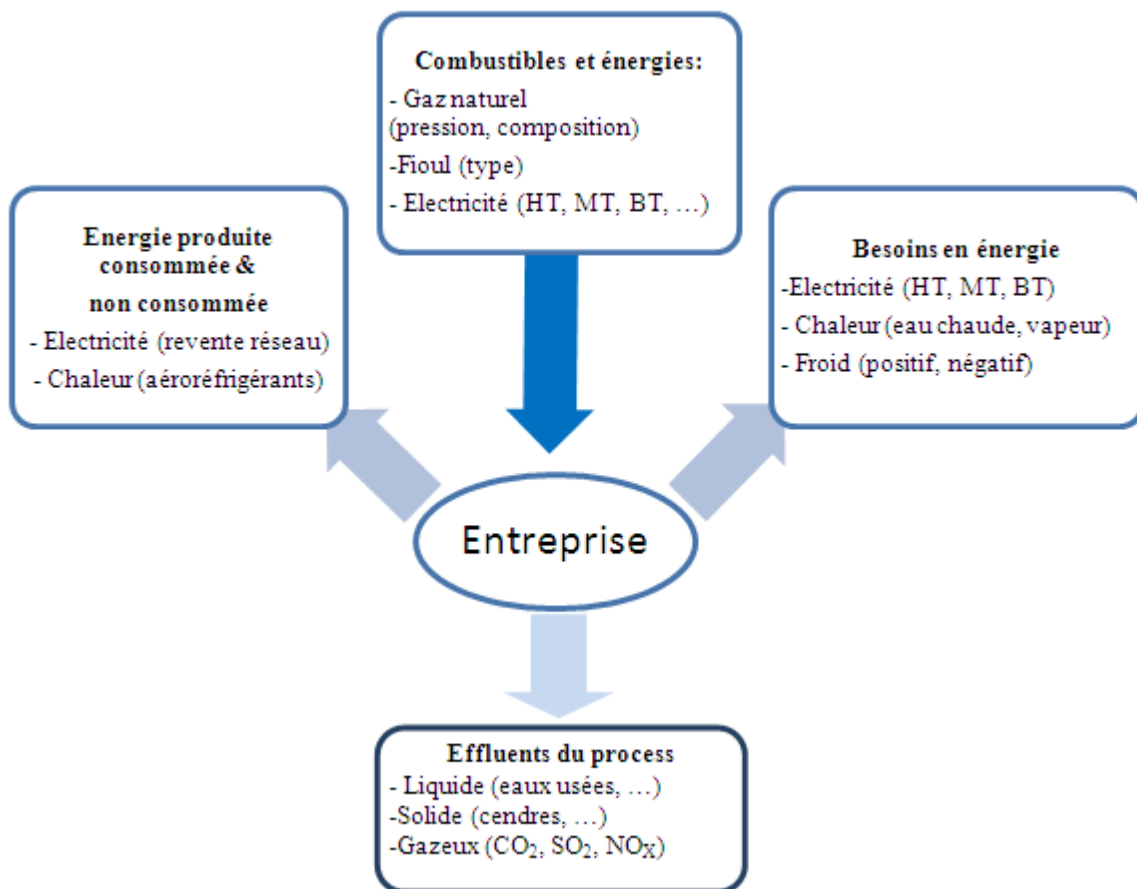 Combustibles et énergies:
- Gaz naturel
(pression, composition)
-Fioul (type)
- Electricité (HT, MT, BT, …)
Energie produite
consommée &
non consommée
- Electricité (revente réseau)
- Chaleur (aéroréfrigérants)
Besoins en énergie
-Electricité (HT, MT, BT)
- Chaleur (eau chaude, vapeur)
- Froid (positif, négatif)
Entreprise
Effluents du process
- Liquide (eaux usées, …)
-Solide (cendres, …)
-Gazeux (CO₂, SO₂, NOX)